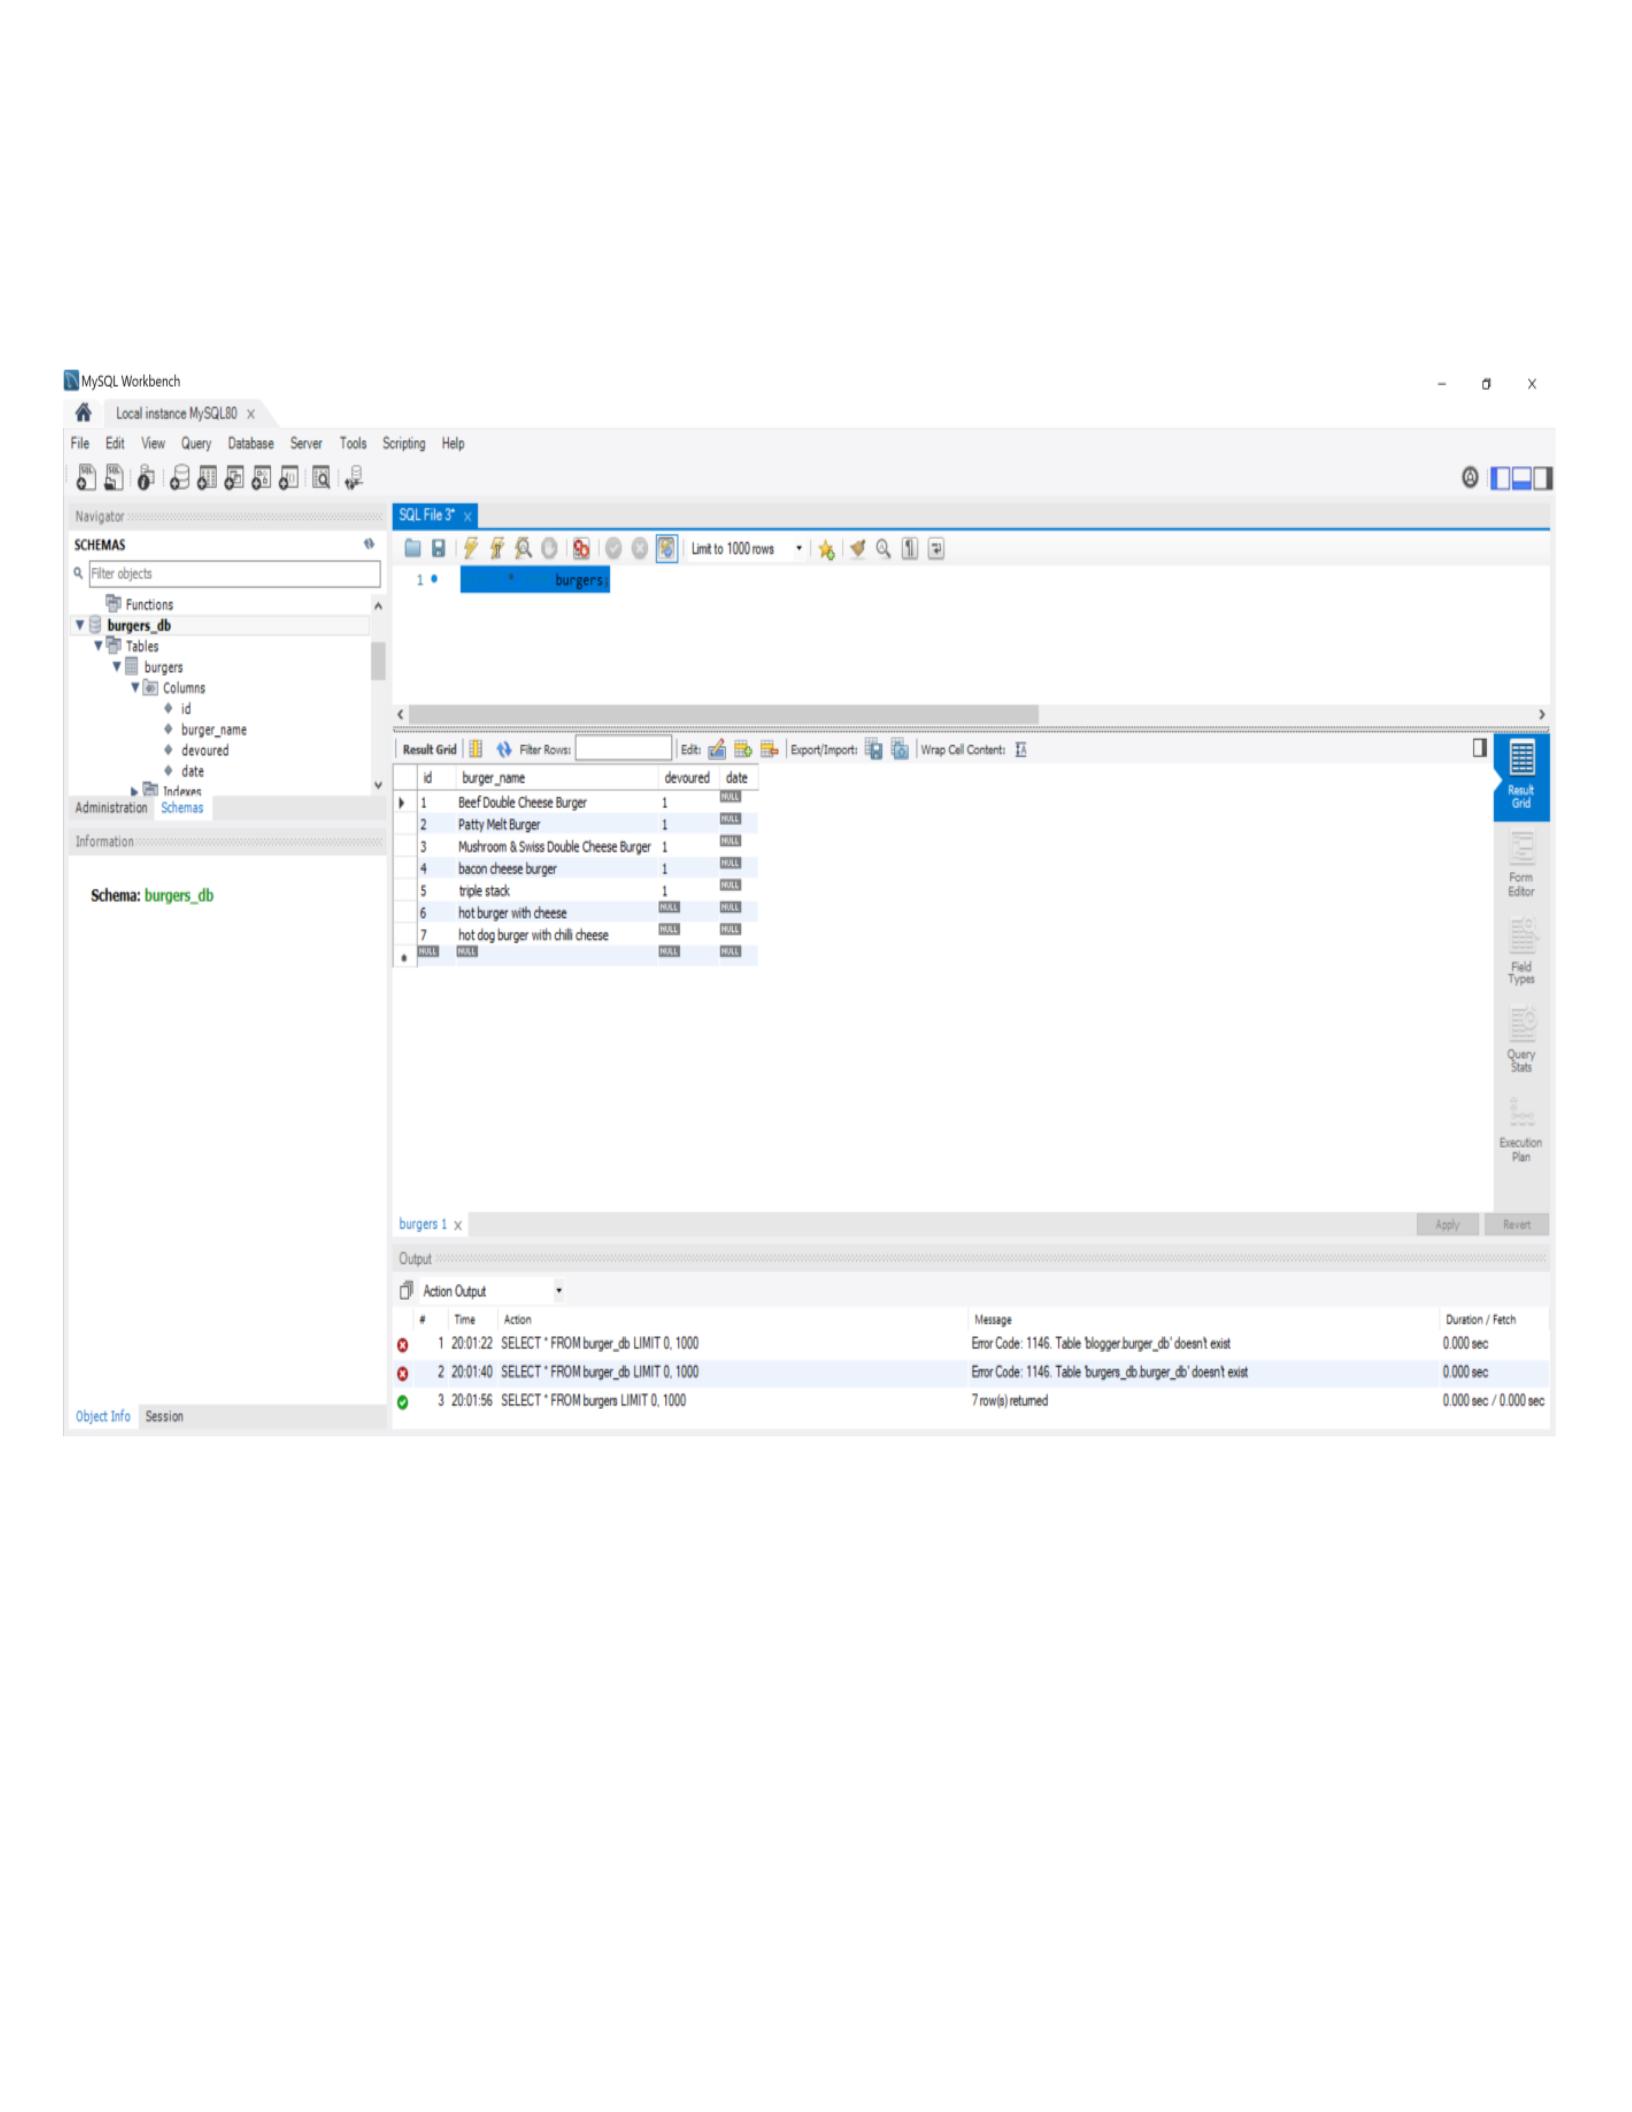 MySQL Workbench
Local instance MySQL80
File Edit View Query Database Server Tools Scripting Help
Navigator
SCHEMAS
Filter objects
Functions
burgers_db
Tables
burgers
Columns
id
burger_name
devoured
date
Indexes
Administration Schemas
Information
Schema: burgers_db
Object Info Session
SQL File 3*
Limit to 1000 rows
1 * burgers;
Result Grid Filter Rows: Edit: Export/Import: Wrap Cell Content:
id burger_name devoured date
1 Beef Double Cheese Burger 1 NULL
2 Patty Melt Burger 1 NULL
3 Mushroom & Swiss Double Cheese Burger 1 NULL
4 bacon cheese burger 1 NULL
5 triple stack 1 NULL
6 hot burger with cheese NULL NULL
7 hot dog burger with chilli cheese NULL NULL
NULL NULL NULL NULL
Result
Grid
Form
Editor
Field
Types
Query
Stats
Execution
Plan
burgers 1 Apply Revert
Output
Action Output
# Time Action Message Duration / Fetch
1 20:01:22 SELECT * FROM burger_db LIMIT 0, 1000 Error Code: 1146. Table 'blogger.burger_db' doesn't exist 0.000 sec
2 20:01:40 SELECT * FROM burger_db LIMIT 0, 1000 Error Code: 1146. Table 'burgers_db.burger_db' doesn't exist 0.000 sec
3 20:01:56 SELECT * FROM burgers LIMIT 0, 1000 7 row(s) returned 0.000 sec / 0.000 sec